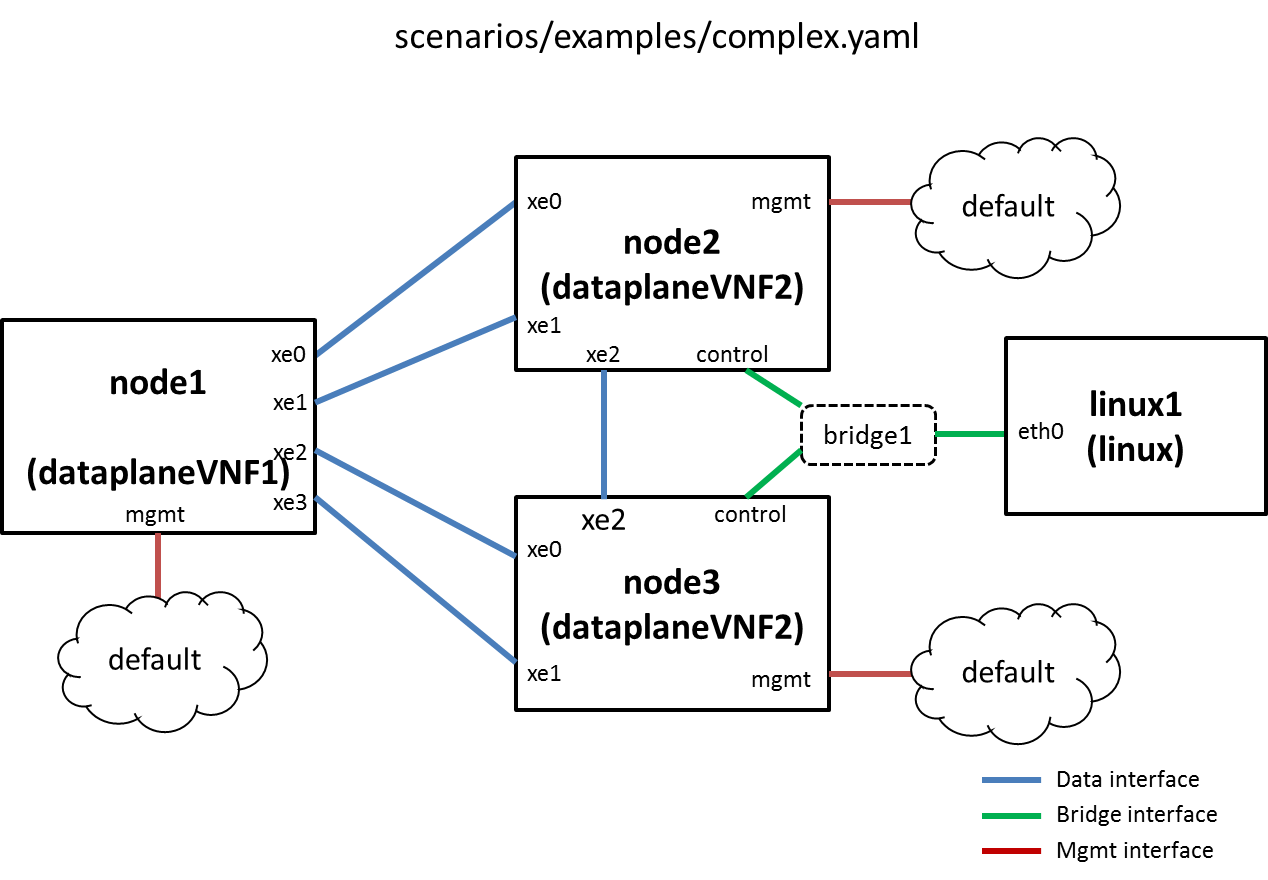 scenarios/examples/complex.yaml
xe0
mgmt
node2
(dataplaneVNF2)
xe1
xe2
control
default
xe0
node1
xe1
xe2
(dataplaneVNF1)
xe3
mgmt
default
bridge1
eth0
linux1
(linux)
xe2
control
xe0
node3
(dataplaneVNF2)
xe1
mgmt
default
Data interface
Bridge interface
Mgmt interface